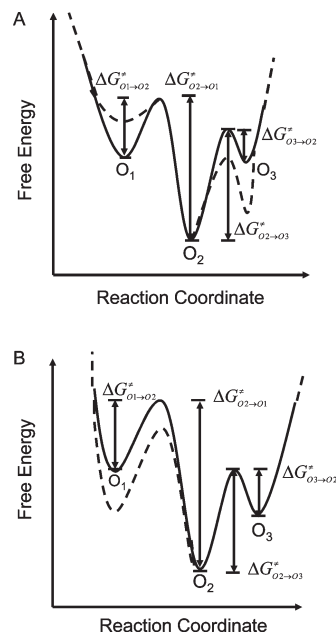 A
ΔG≠O1→O2
ΔG≠O2→O1
ΔG≠O3→O2
O1
O3
O2
ΔG≠O2→O3
Free Energy
Reaction Coordinate
B
ΔG≠O1→O2
ΔG≠O2→O1
ΔG≠O3→O2
O1
O3
O2
ΔG≠O2→O3
Free Energy
Reaction Coordinate